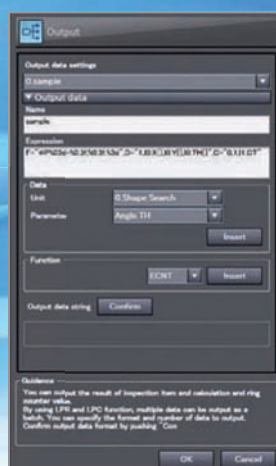 Output
Output data settings
0.sample
Output data
Name
sample
Expression
Data
Unit
0.Shape Search
Parameter
Angle TH
Insert
Function
ECNT
Insert
Output data string
Confirm
Guidance
You can output the result of inspection item and calculation and ring
counter value.
By using LPR and LPC function, multiple data can be output as a
batch. You can specify the format and number of data to output.
Confirm output data format by pushing "Con
OK
Cancel